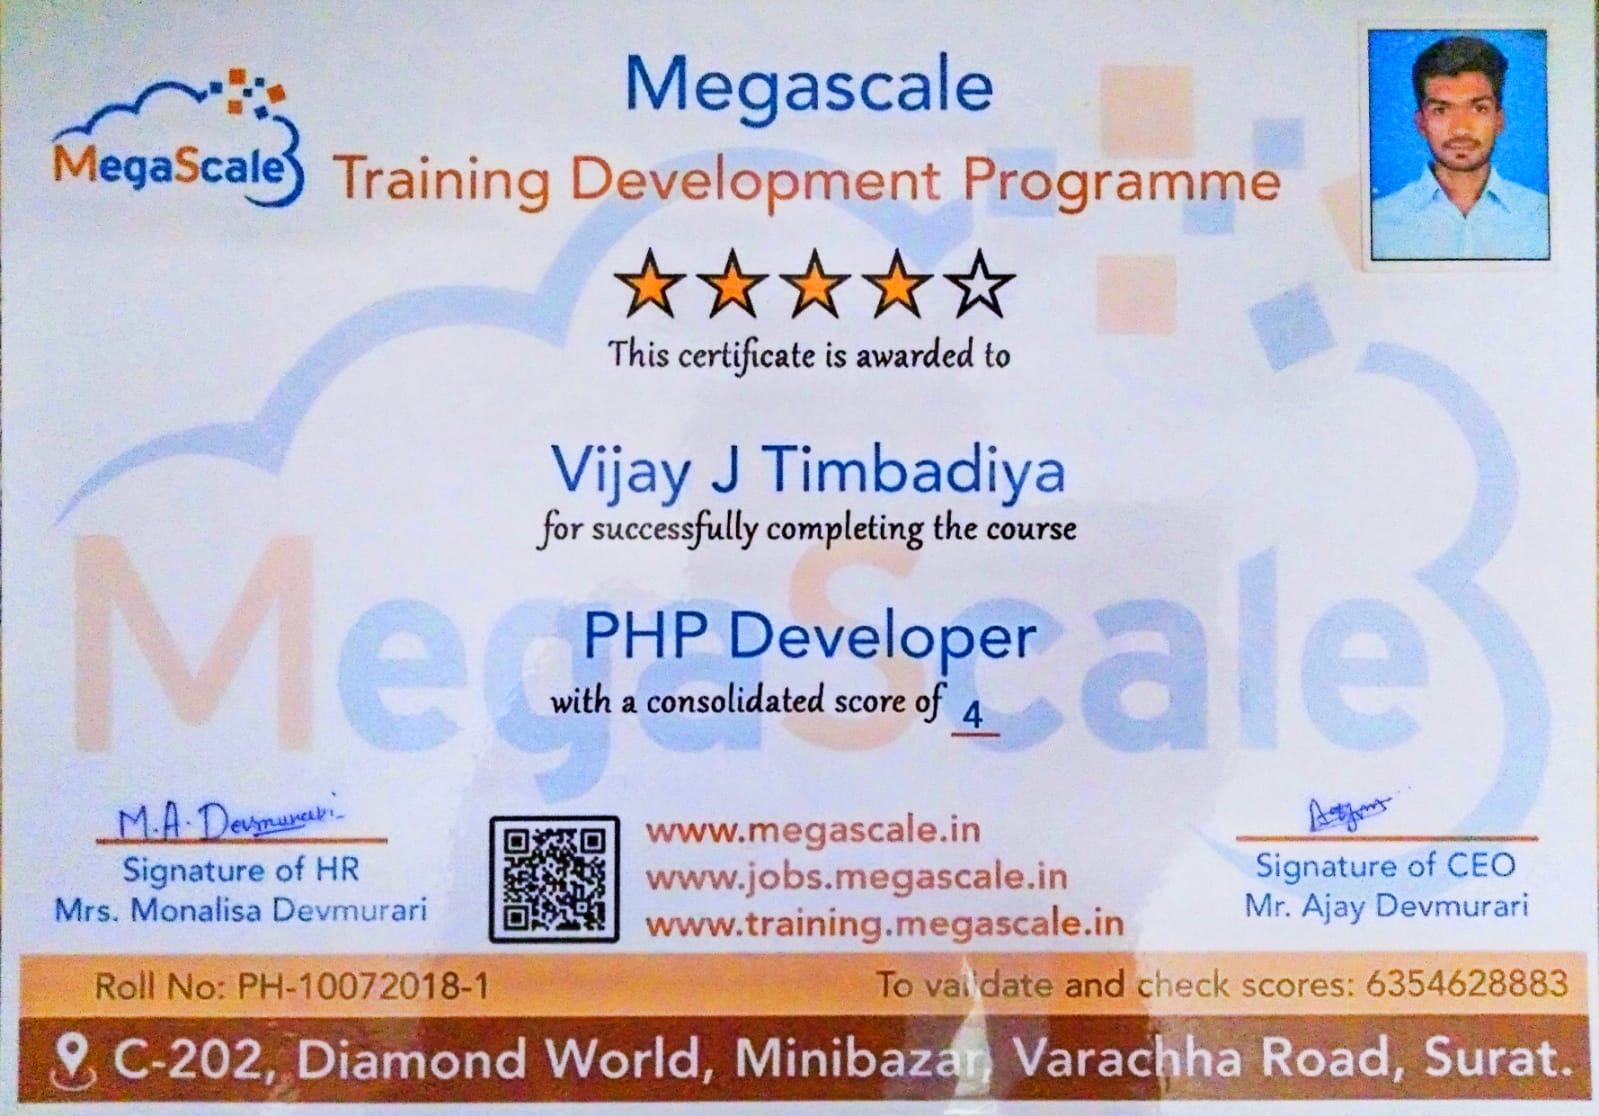 Megascale
MegaScale
Training Development Programme
This certificate is awarded to
Vijay J Timbadiya
for successfully completing the course
PHP Developer
with a consolidated score of 4
MegaScale
M.A. Devmurari
Signature of HR
Mrs. Monalisa Devmurari
www.megascale.in
www.jobs.megascale.in
www.training.megascale.in
Signature of CEO
Mr. Ajay Devmurari
Roll No: PH-10072018-1
To validate and check scores: 6354628883
C-202, Diamond World, Minibazar, Varachha Road, Surat.